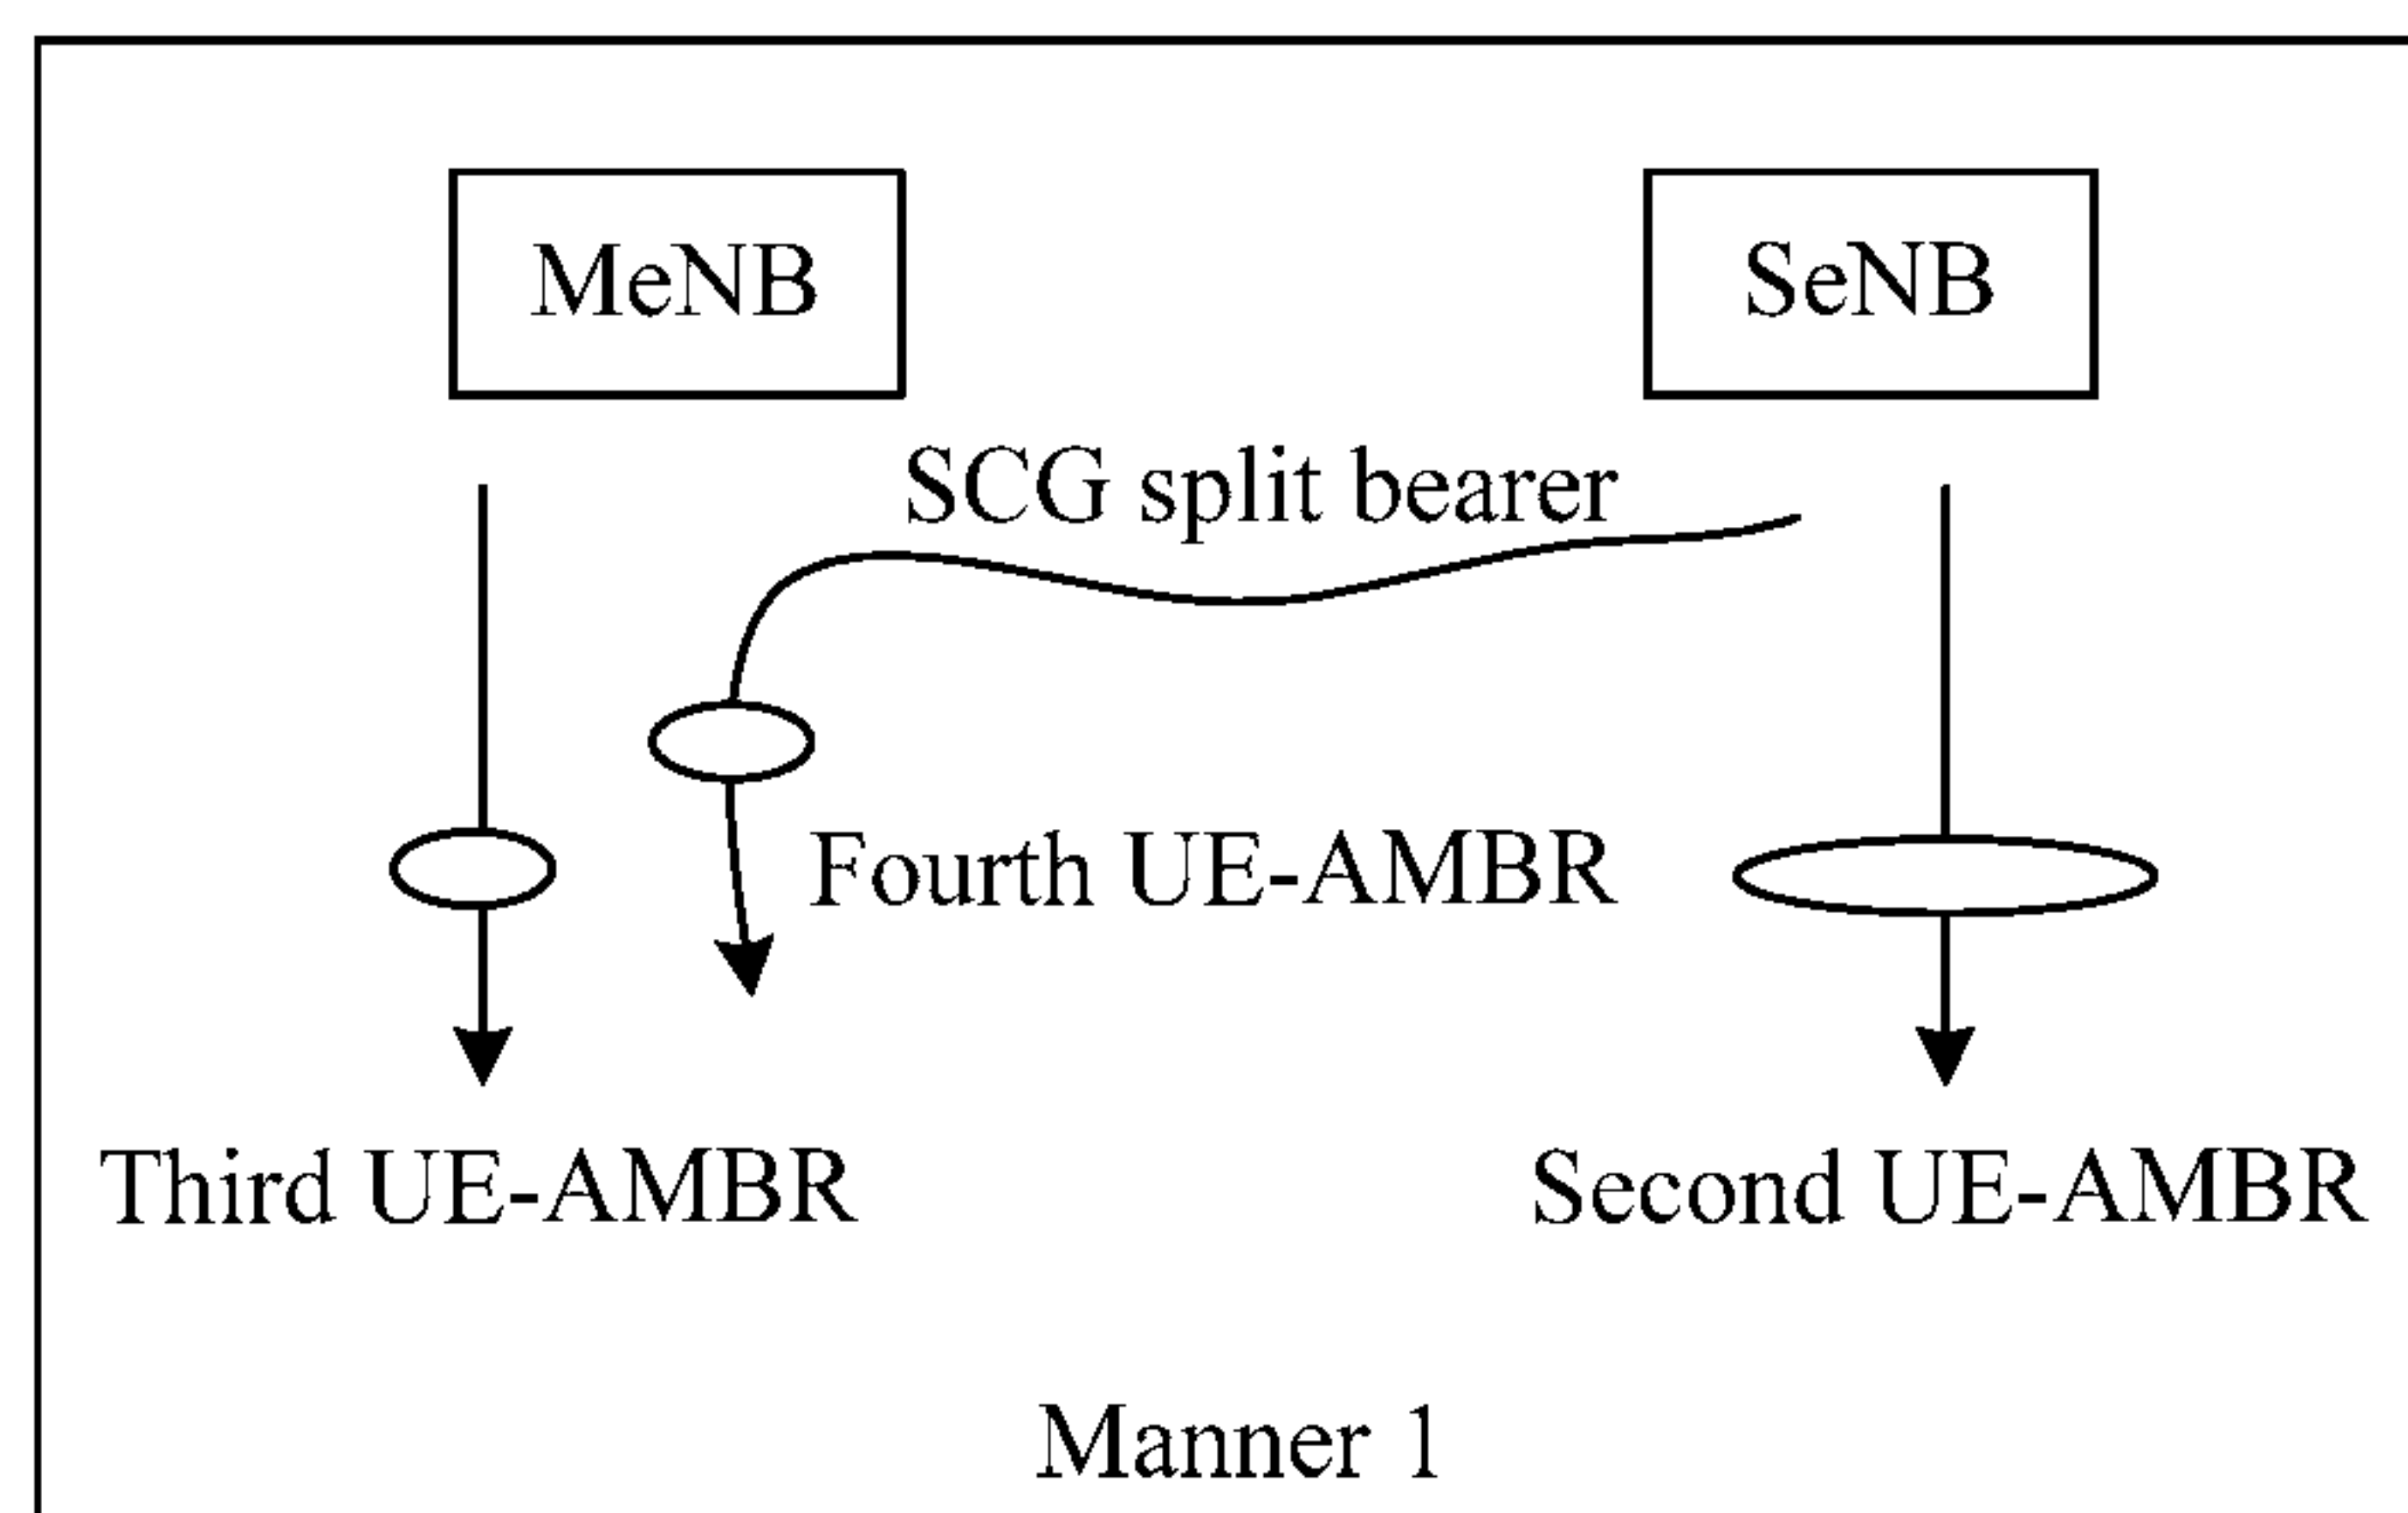 MeNB
SeNB
SCG split bearer
Fourth UE-AMBR
Third UE-AMBR
Second UE-AMBR
Manner 1